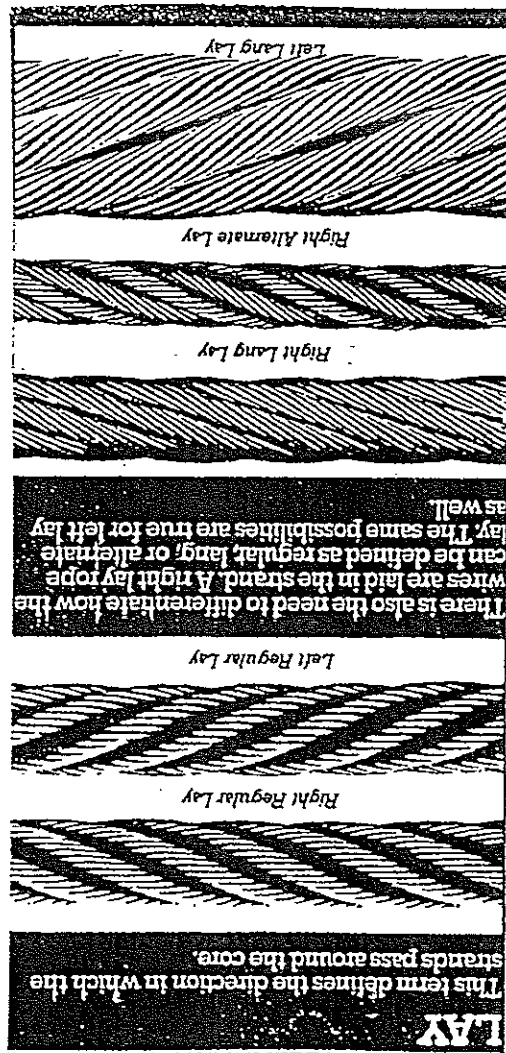 LAY
This term defines the direction in which the
strands pass around the core.
Right Regular Lay
Left Regular Lay
There is also the need to differentiate how the
wires are laid in the strand. A right lay rope
can be defined as regular, lang, or alternate
lay. The same possibilities are true for left lay
as well.
Right Lang Lay
Right Alternate Lay
Left Lang Lay